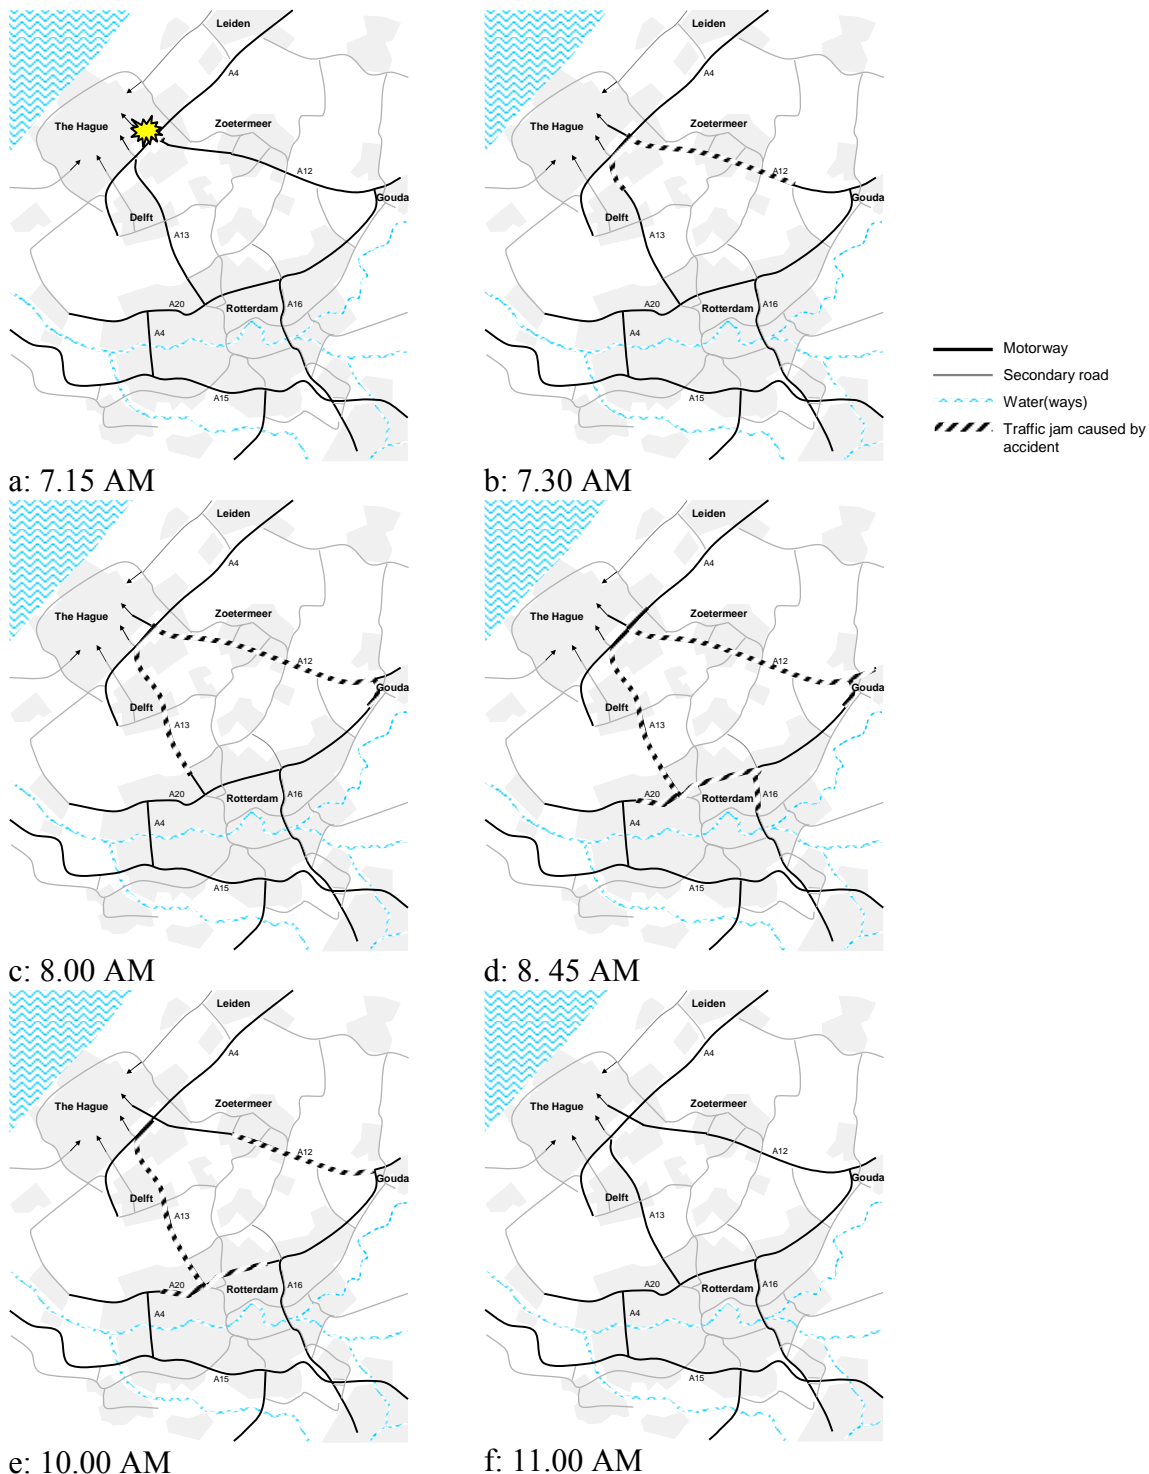 Leiden
A4
The Hague
Zoetermeer
A12
Gouda
Delft
A13
A20
Rotterdam
A16
A4
A15
a: 7.15 AM
Leiden
A4
The Hague
Zoetermeer
A12
Gouda
Delft
A13
A20
Rotterdam
A16
A4
A15
b: 7.30 AM
Motorway
Secondary road
Water(ways)
Traffic jam caused by
accident
Leiden
A4
The Hague
Zoetermeer
A12
Gouda
Delft
A13
A20
Rotterdam
A16
A4
A15
c: 8.00 AM
Leiden
A4
The Hague
Zoetermeer
A12
Gouda
Delft
A13
A20
Rotterdam
A16
A4
A15
d: 8. 45 AM
Leiden
A4
The Hague
Zoetermeer
A12
Gouda
Delft
A13
A20
Rotterdam
A16
A4
A15
e: 10.00 AM
Leiden
A4
The Hague
Zoetermeer
A12
Gouda
Delft
A13
A20
Rotterdam
A16
A4
A15
f: 11.00 AM